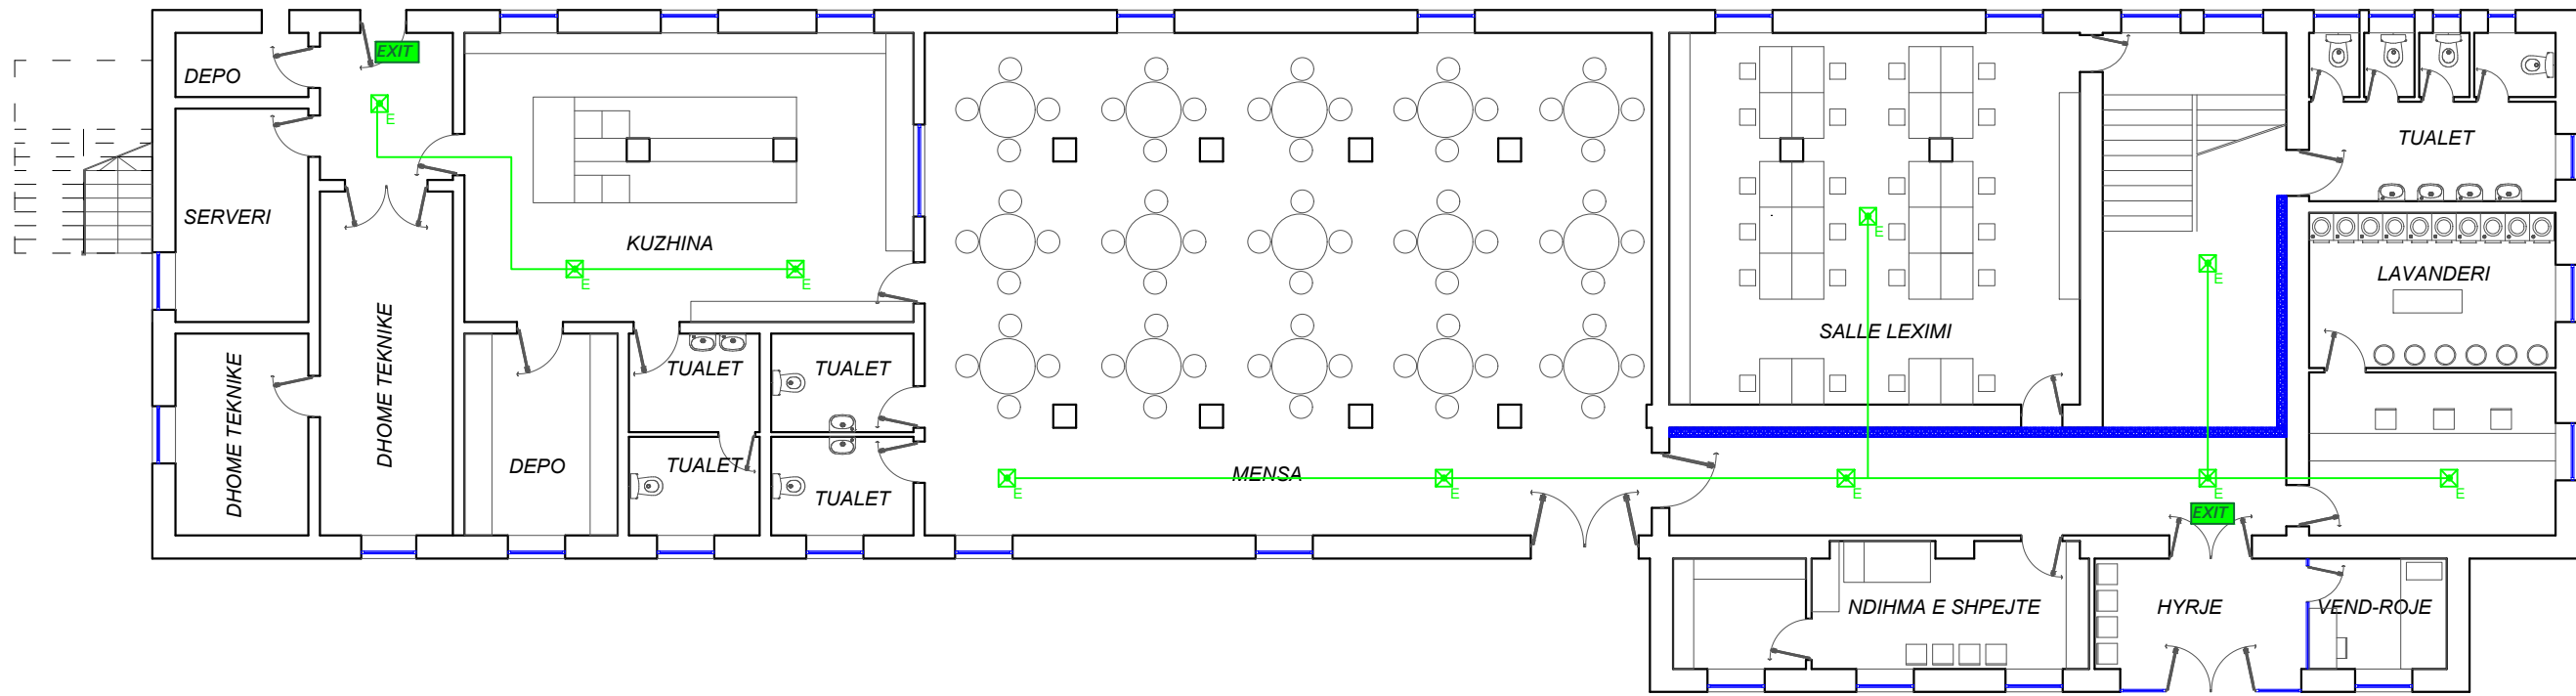 EXIT
DEPO
E
TUALET
SERVERI
KUZHINA
E
E
E
E
LAVANDERI
SALLE LEXIMI
DHOME TEKNIKE
DHOME TEKNIKE
TUALET
TUALET
DEPO
TUALET
TUALET
MENSA
E
E
E
E
E
EXIT
NDIHMA E SHPEJTE
HYRJE
VEND-ROJE